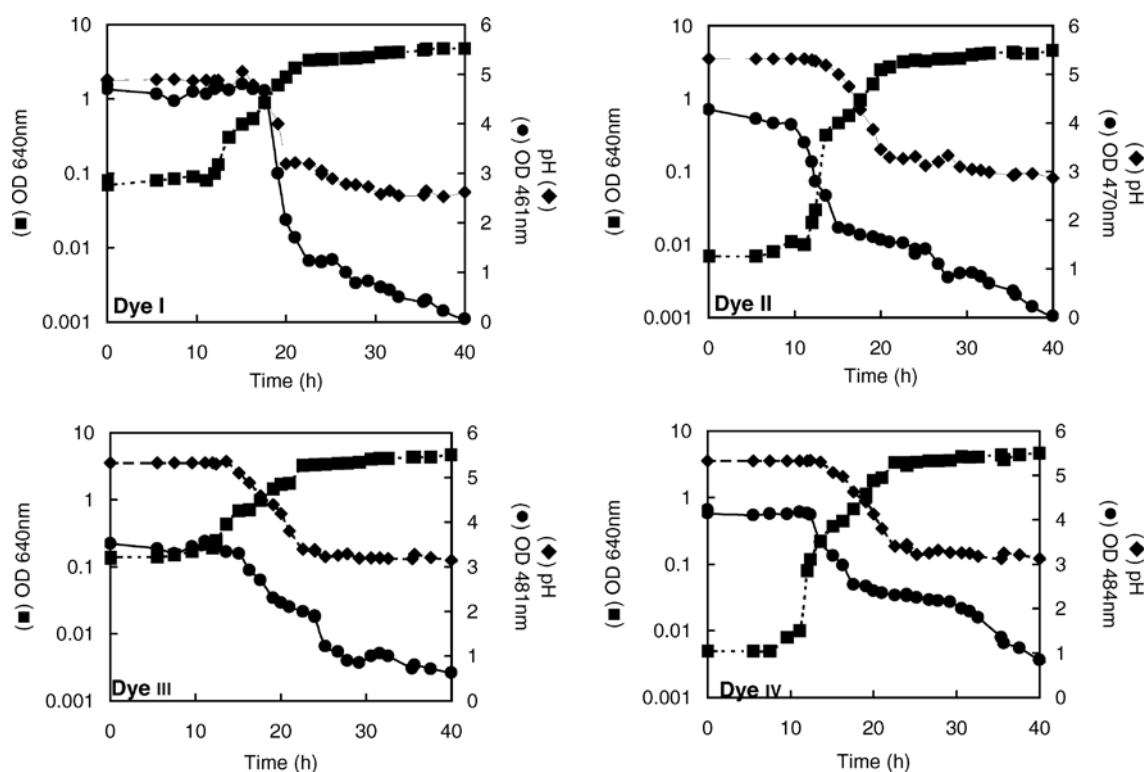 10
1
0.1
0.01
0.001
6
5
4
3
2
1
0
0 10 20 30 40
Time (h)
(■) OD 640nm
(●) OD 461nm
pH (◆)
Dye I
10
1
0.1
0.01
0.001
6
5
4
3
2
1
0
0 10 20 30 40
Time (h)
(■) OD 640nm
(●) OD 470nm
(◆) pH
Dye II
10
1
0.1
0.01
0.001
6
5
4
3
2
1
0
0 10 20 30 40
Time (h)
(■) OD 640nm
(●) OD 481nm
(◆) pH
Dye III
10
1
0.1
0.01
0.001
6
5
4
3
2
1
0
0 10 20 30 40
Time (h)
(■) OD 640nm
(●) OD 484nm
(◆) pH
Dye IV